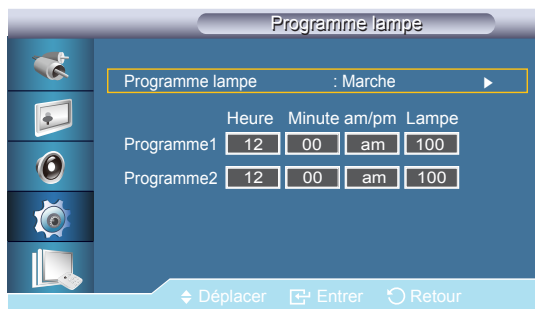 Programme lampe
Programme lampe : Marche
Heure Minute am/pm Lampe
Programme1 12 00 am 100
Programme2 12 00 am 100
Déplacer Entrer Retour